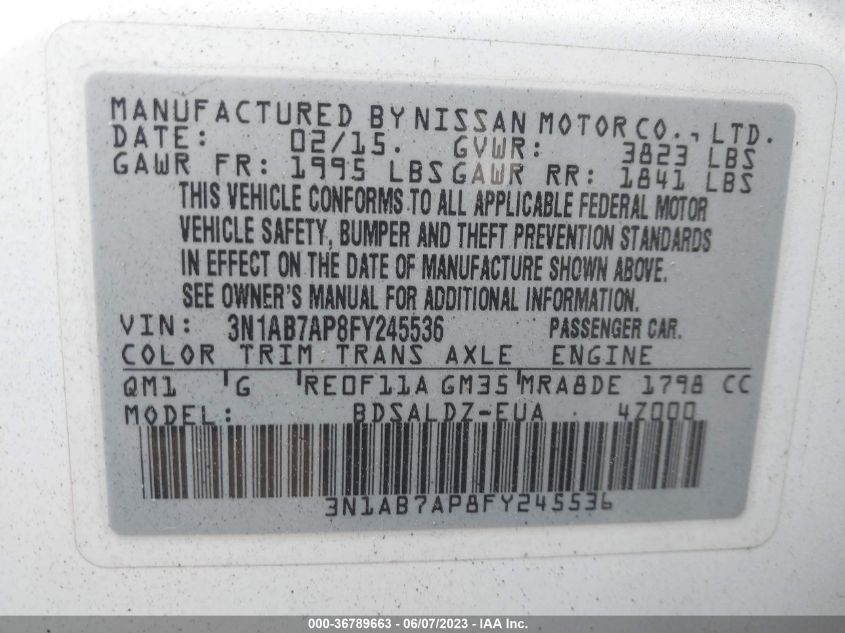 MANUFACTURED BY NISSAN MOTOR CO., LTD.
DATE: 02/15. GVWR: 3823 LBS
GAWR FR: 1995 LBS GAWR RR: 1841 LBS
THIS VEHICLE CONFORMS TO ALL APPLICABLE FEDERAL MOTOR
VEHICLE SAFETY, BUMPER AND THEFT PREVENTION STANDARDS
IN EFFECT ON THE DATE OF MANUFACTURE SHOWN ABOVE.
SEE OWNER'S MANUAL FOR ADDITIONAL INFORMATION.
VIN: 3N1AB7AP8FY245536 PASSENGER CAR.
COLOR TRIM TRANS AXLE ENGINE
QM1 G RE0F11A GM35 MRA8DE 1798 CC
MODEL: BDSALDZ-EUA . 4Z000
3N1AB7AP8FY245536
000-36789663 - 06/07/2023 - IAA Inc.